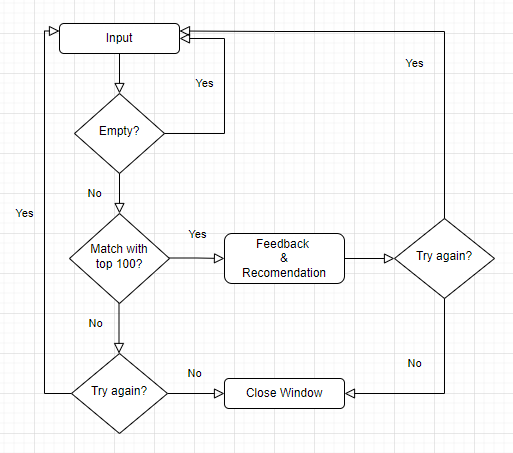 Input
Yes
Yes
Empty?
No
Yes
Yes
Match with
top 100?
Feedback
&
Recomendation
Try again?
No
No
No
Try again?
Close Window